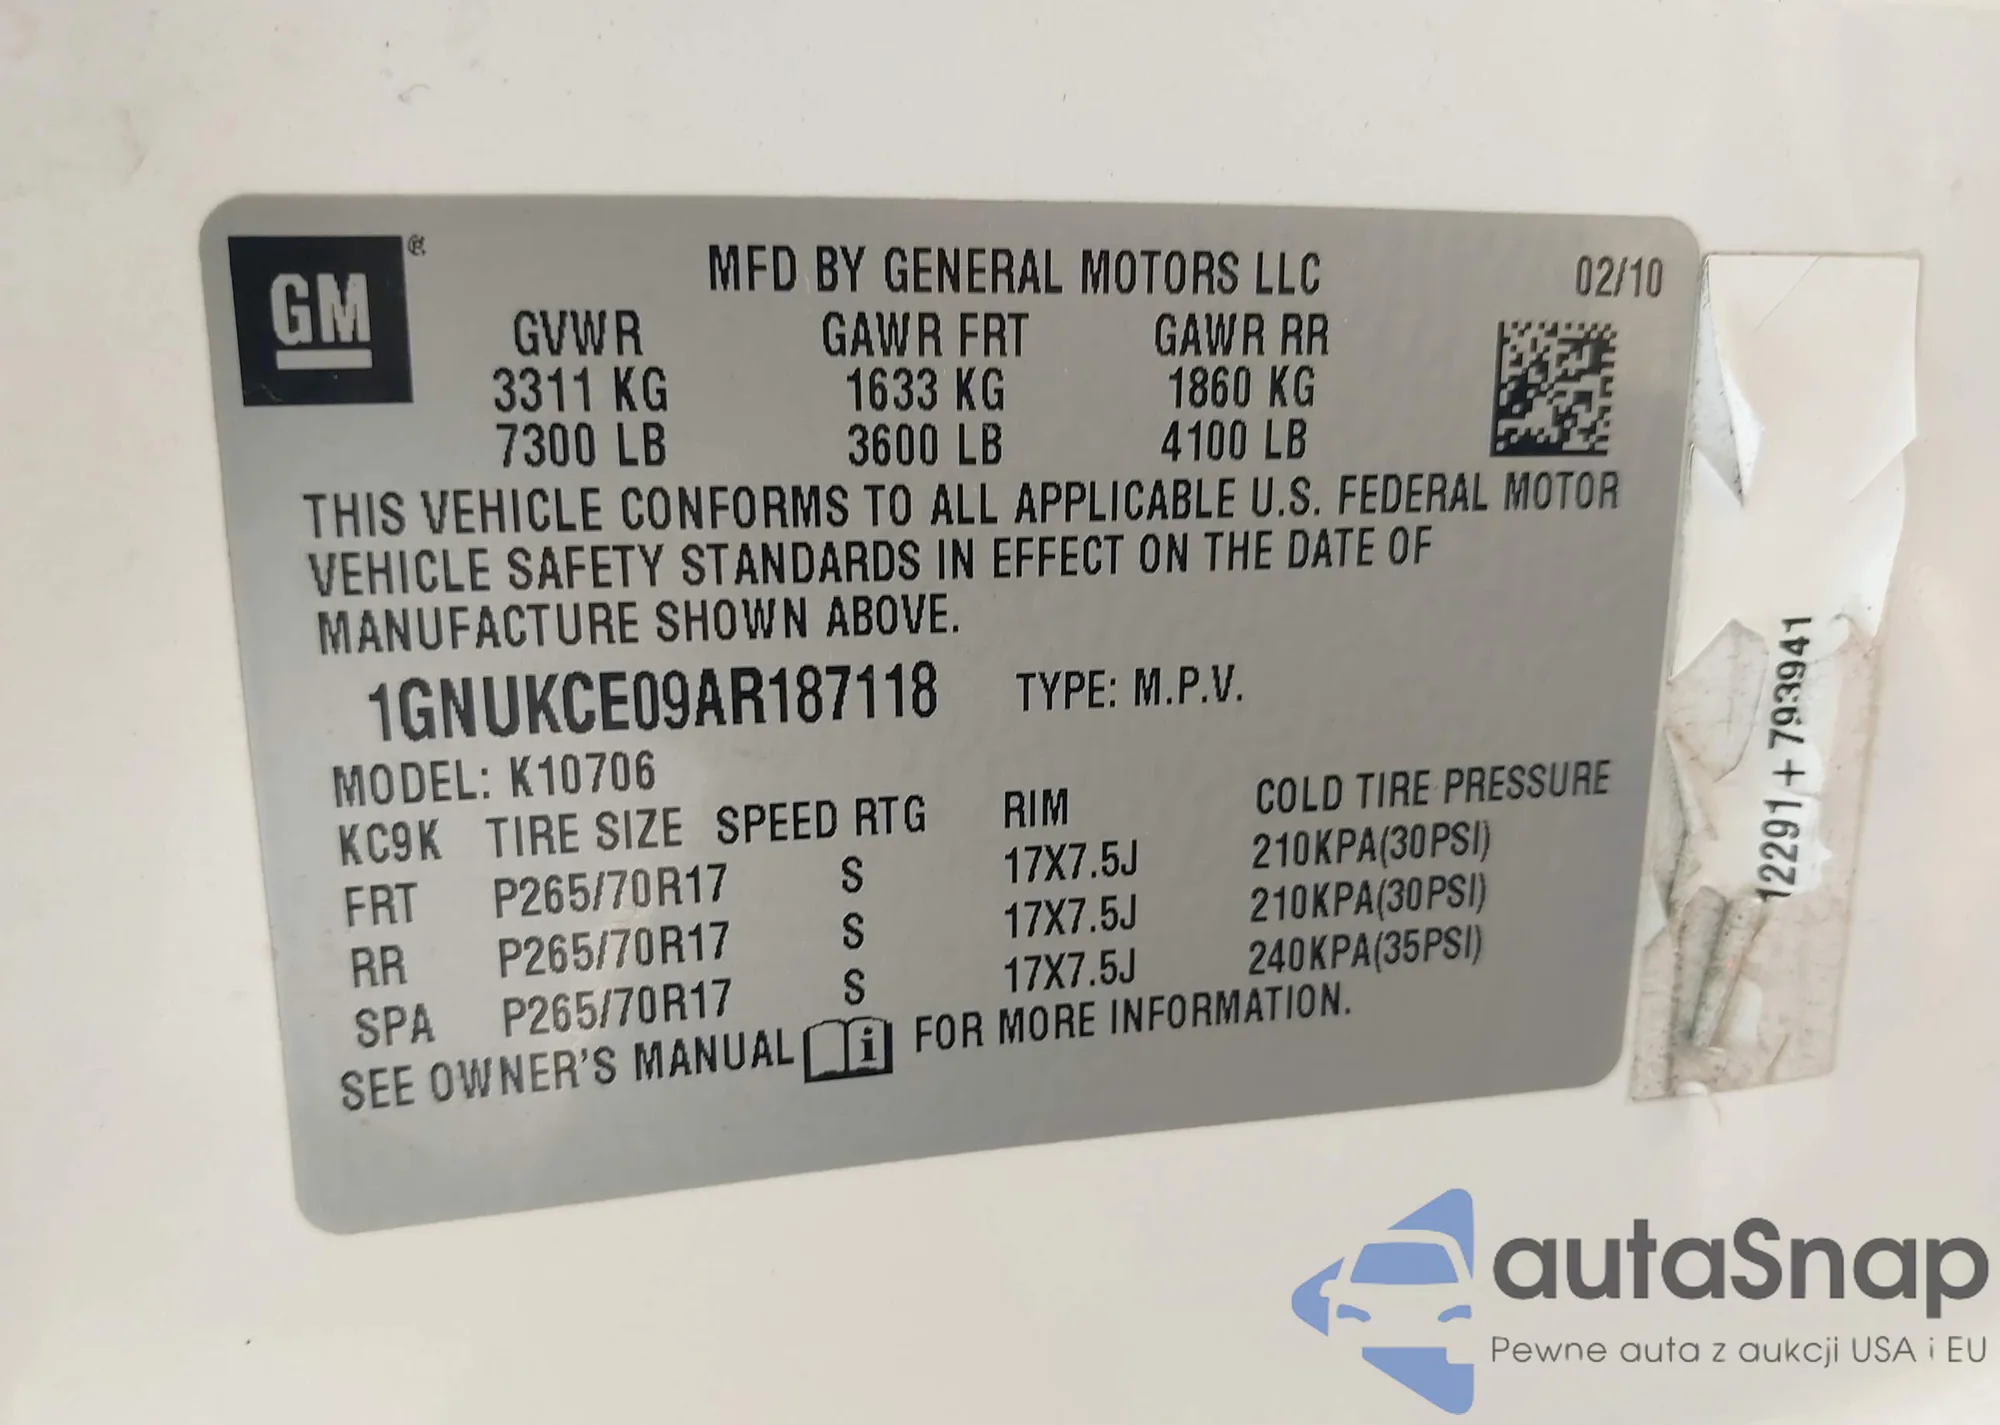 GM ®
MFD BY GENERAL MOTORS LLC 02/10
GVWR GAWR FRT GAWR RR
3311 KG 1633 KG 1860 KG
7300 LB 3600 LB 4100 LB
THIS VEHICLE CONFORMS TO ALL APPLICABLE U.S. FEDERAL MOTOR
VEHICLE SAFETY STANDARDS IN EFFECT ON THE DATE OF
MANUFACTURE SHOWN ABOVE.
1GNUKCE09AR187118 TYPE: M.P.V.
MODEL: K10706
KC9K TIRE SIZE SPEED RTG RIM COLD TIRE PRESSURE
FRT P265/70R17 S 17X7.5J 210KPA(30PSI)
RR P265/70R17 S 17X7.5J 210KPA(30PSI)
SPA P265/70R17 S 17X7.5J 240KPA(35PSI)
SEE OWNER'S MANUAL i FOR MORE INFORMATION.
12291+793941
autaSnap
Pewne auta z aukcji USA i EU